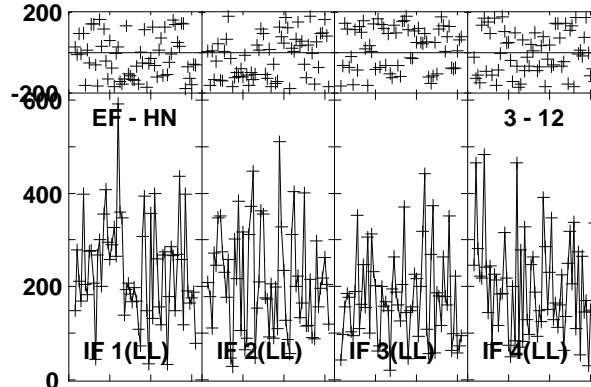 200
-200
600
EF - HN
3 - 12
400
200
IF 1(LL)
IF 2(LL)
IF 3(LL)
IF 4(LL)
0